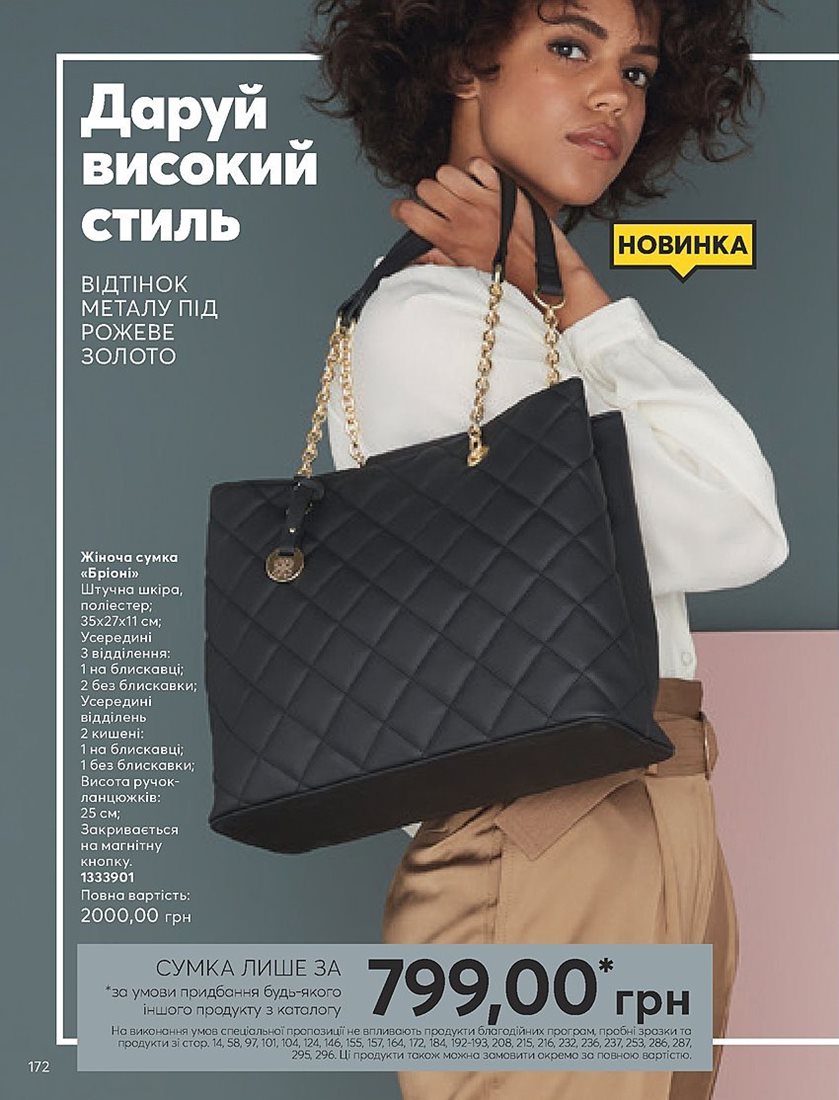 Даруй
високий
стиль
ВІДТІНОК
МЕТАЛУ ПІД
РОЖЕВЕ
ЗОЛОТО
НОВИНКА
Жіноча сумка
«Бріоні»
Штучна шкіра,
поліестер;
35x27x11 см;
Усередині
3 відділення:
1 на блискавці;
2 без блискавки;
Усередині
відділень
2 кишені:
1 на блискавці;
1 без блискавки;
Висота ручок-
ланцюжків:
25 см;
Закривається
на магнітну
кнопку.
1333901
Повна вартість:
2000,00 грн
СУМКА ЛИШЕ ЗА
*за умови придбання будь-якого
іншого продукту з каталогу
799,00* грн
На виконання умов спеціальної пропозиції не впливають продукти благодійних програм, пробні зразки та
продукти зі стор. 14, 58, 97, 101, 104, 124, 146, 155, 157, 164, 172, 184, 192-193, 208, 215, 216, 232, 236, 237, 253, 286, 287,
295, 296. Ці продукти також можна замовити окремо за повною вартістю.
172